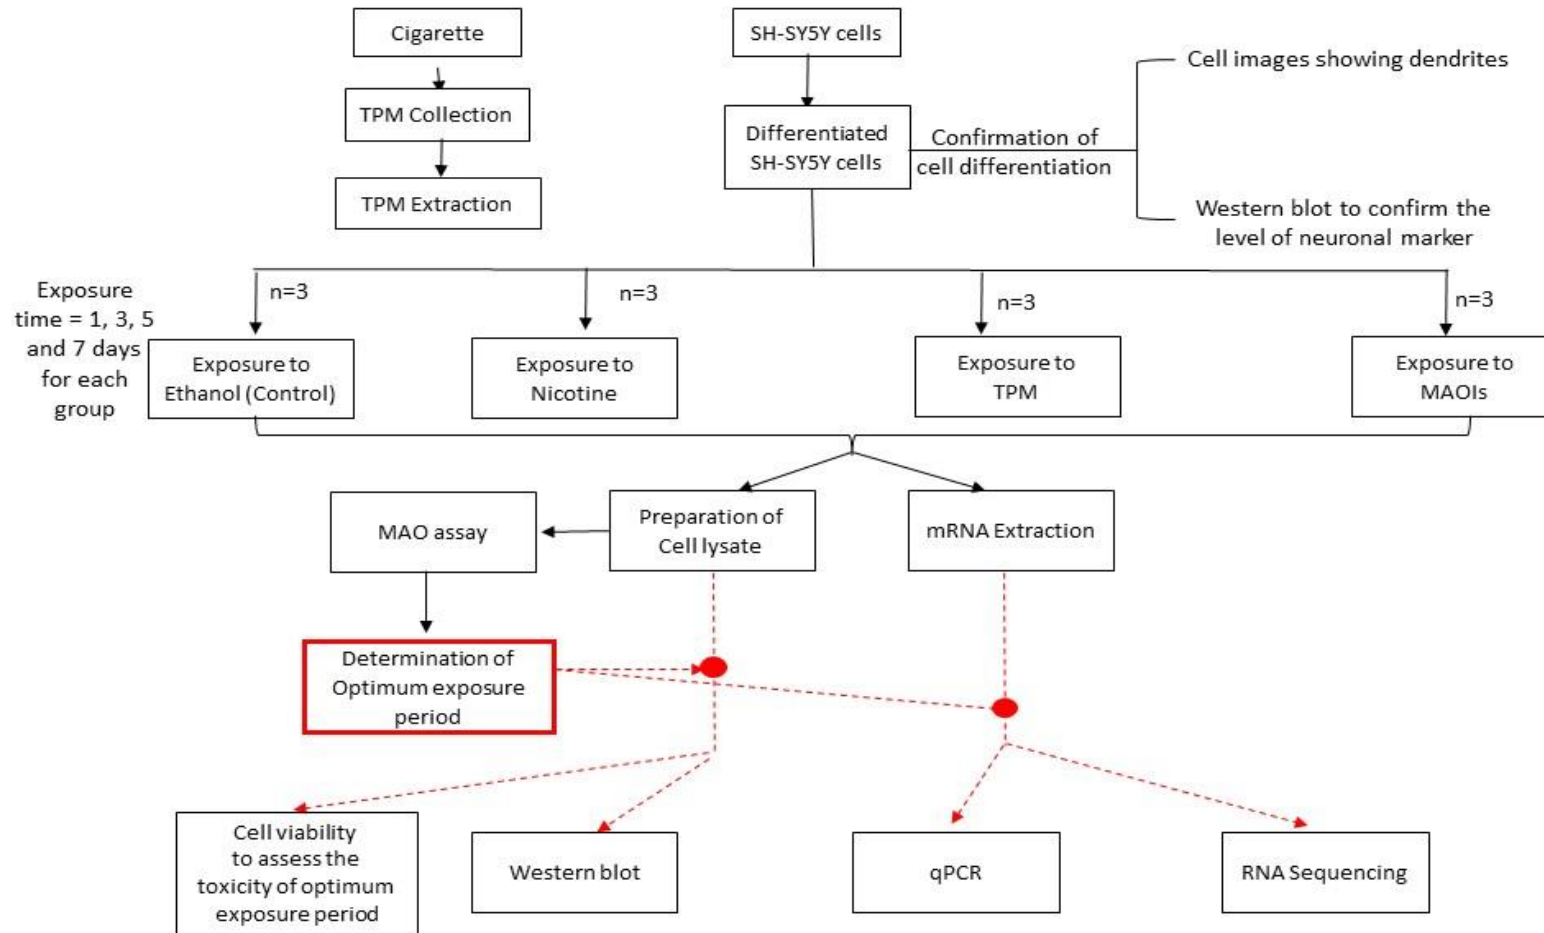 Cigarette
SH-SY5Y cells
TPM Collection
TPM Extraction
Differentiated
SH-SY5Y cells
Confirmation of
cell differentiation
Cell images showing dendrites
Western blot to confirm the
level of neuronal marker
Exposure
time = 1, 3, 5
and 7 days
for each
group
n=3
n=3
n=3
n=3
Exposure to
Ethanol (Control)
Exposure to
Nicotine
Exposure to
TPM
Exposure to
MAOIs
MAO assay
Preparation of
Cell lysate
mRNA Extraction
Determination of
Optimum exposure
period
Cell viability
to assess the
toxicity of optimum
exposure period
Western blot
qPCR
RNA Sequencing